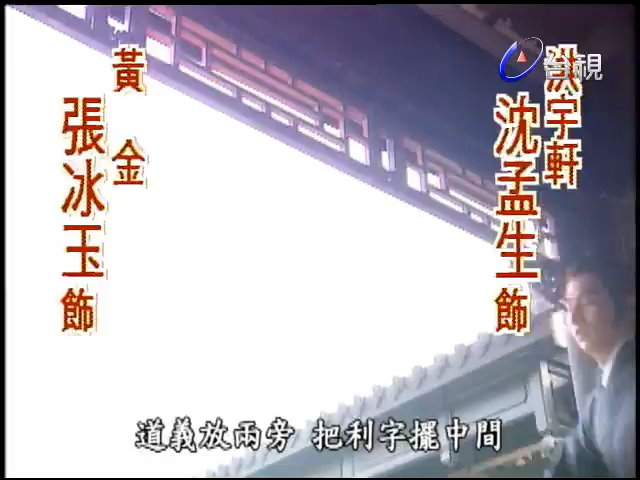 台視
洪宇軒
沈孟生飾
黃金
張冰玉飾
道義放兩旁 把利字擺中間